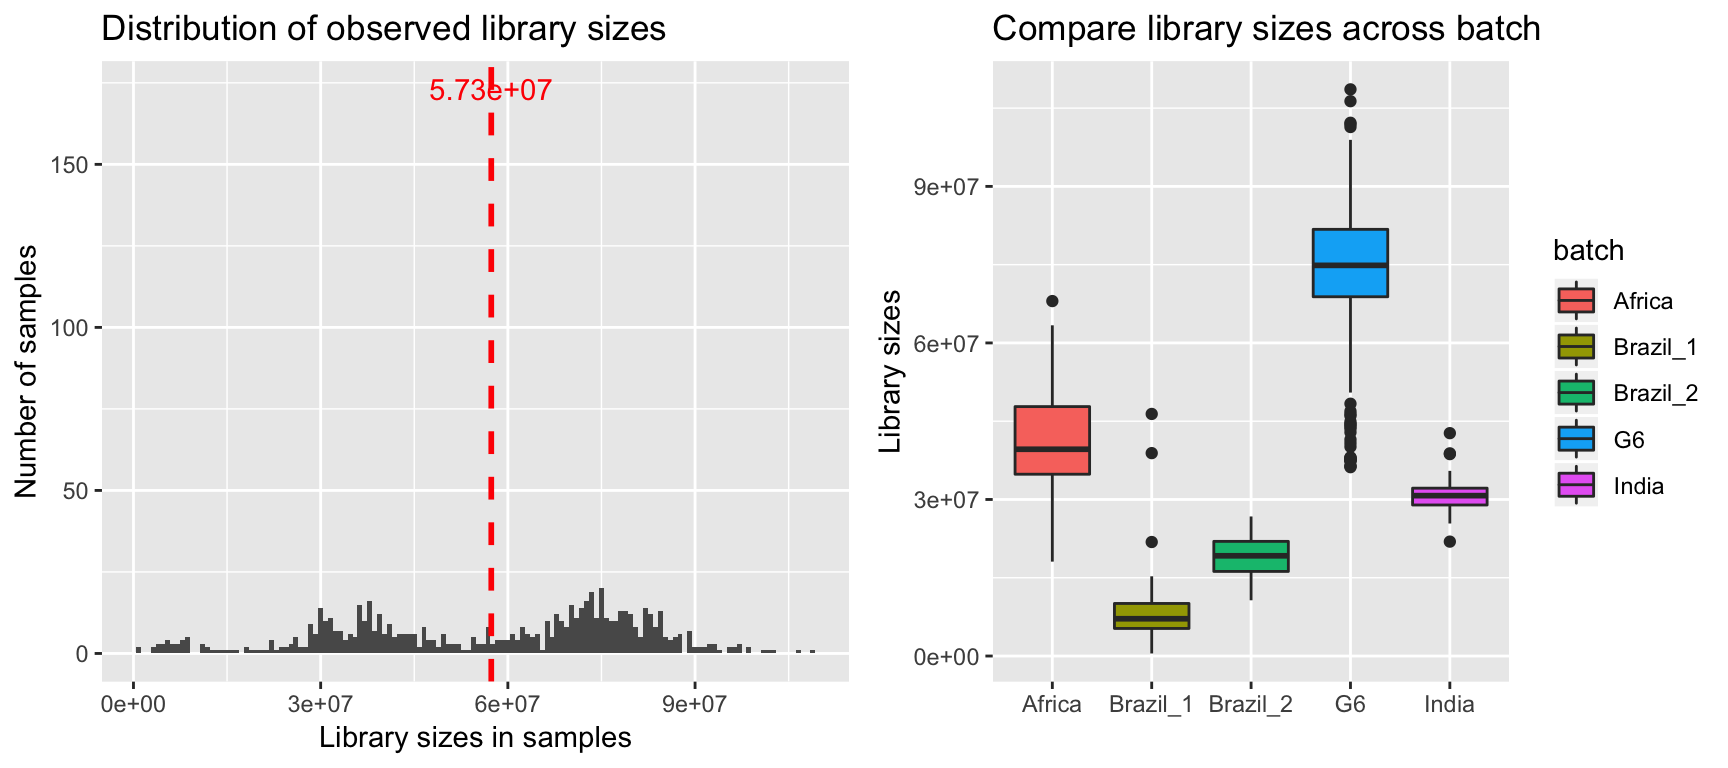 Distribution of observed library sizes
5.73e+07
Number of samples
150
100
50
0
0e+00 3e+07 6e+07 9e+07
Library sizes in samples
Compare library sizes across batch
Library sizes
9e+07
6e+07
3e+07
0e+00
Africa Brazil_1 Brazil_2 G6 India
batch
Africa
Brazil_1
Brazil_2
G6
India